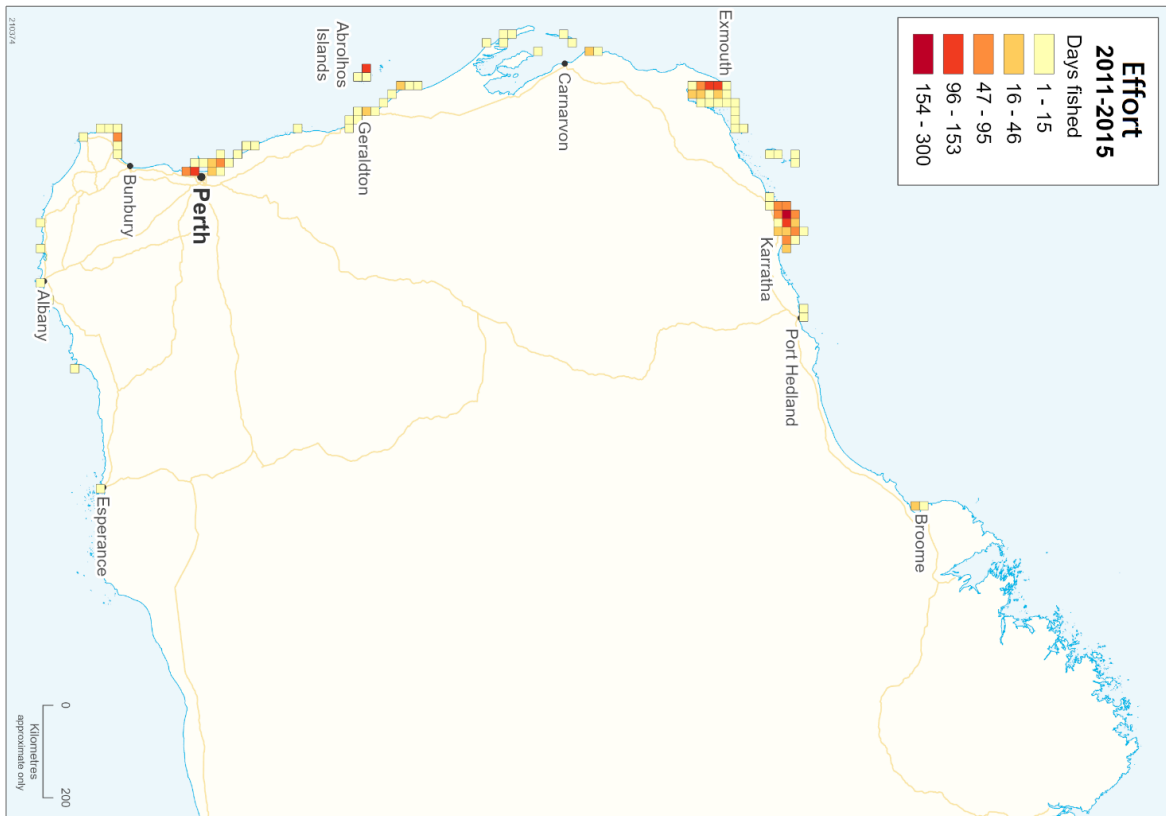 Effort
2011-2015
Days fished
1 - 15
16 - 46
47 - 95
96 - 153
154 - 300
Broome
Port Hedland
Karratha
Exmouth
Carnarvon
Abrolhos
Islands
Geraldton
Perth
Bunbury
Albany
Esperance
0
200
Kilometres
approximate only
210374